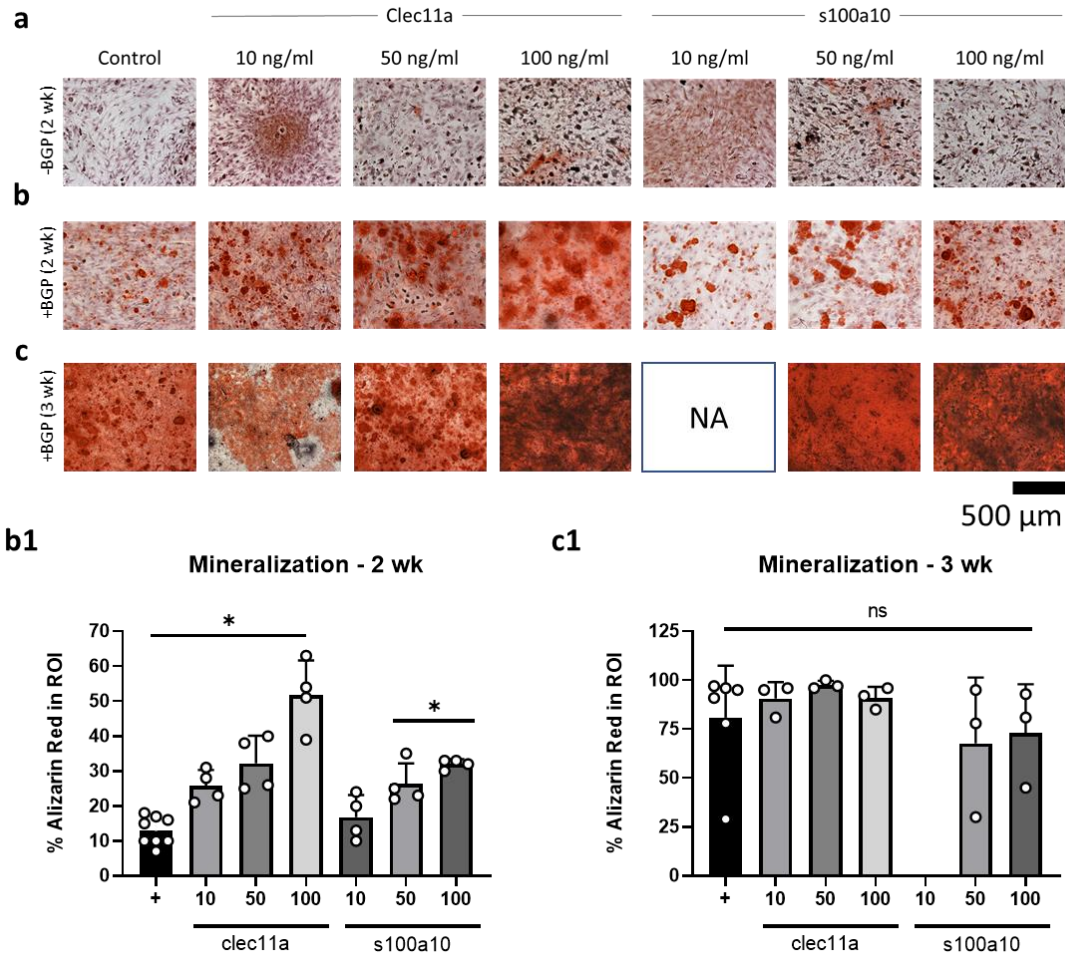 a
Clec11a
s100a10
Control
10 ng/ml
50 ng/ml
100 ng/ml
10 ng/ml
50 ng/ml
100 ng/ml
-BGP (2 wk)
b
+BGP (2 wk)
c
+BGP (3 wk)
NA
500 µm
b1
Mineralization - 2 wk
% Alizarin Red in ROI
70
60
50
40
30
20
10
0
*
*
+
10
50
100
10
50
100
clec11a
s100a10
c1
Mineralization - 3 wk
% Alizarin Red in ROI
125
100
75
50
25
0
ns
+
10
50
100
10
50
100
clec11a
s100a10